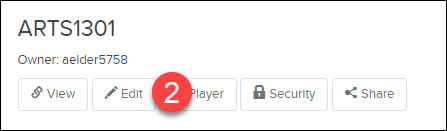 ARTS1301
Owner: aelder5758
View Edit 2 Player Security Share